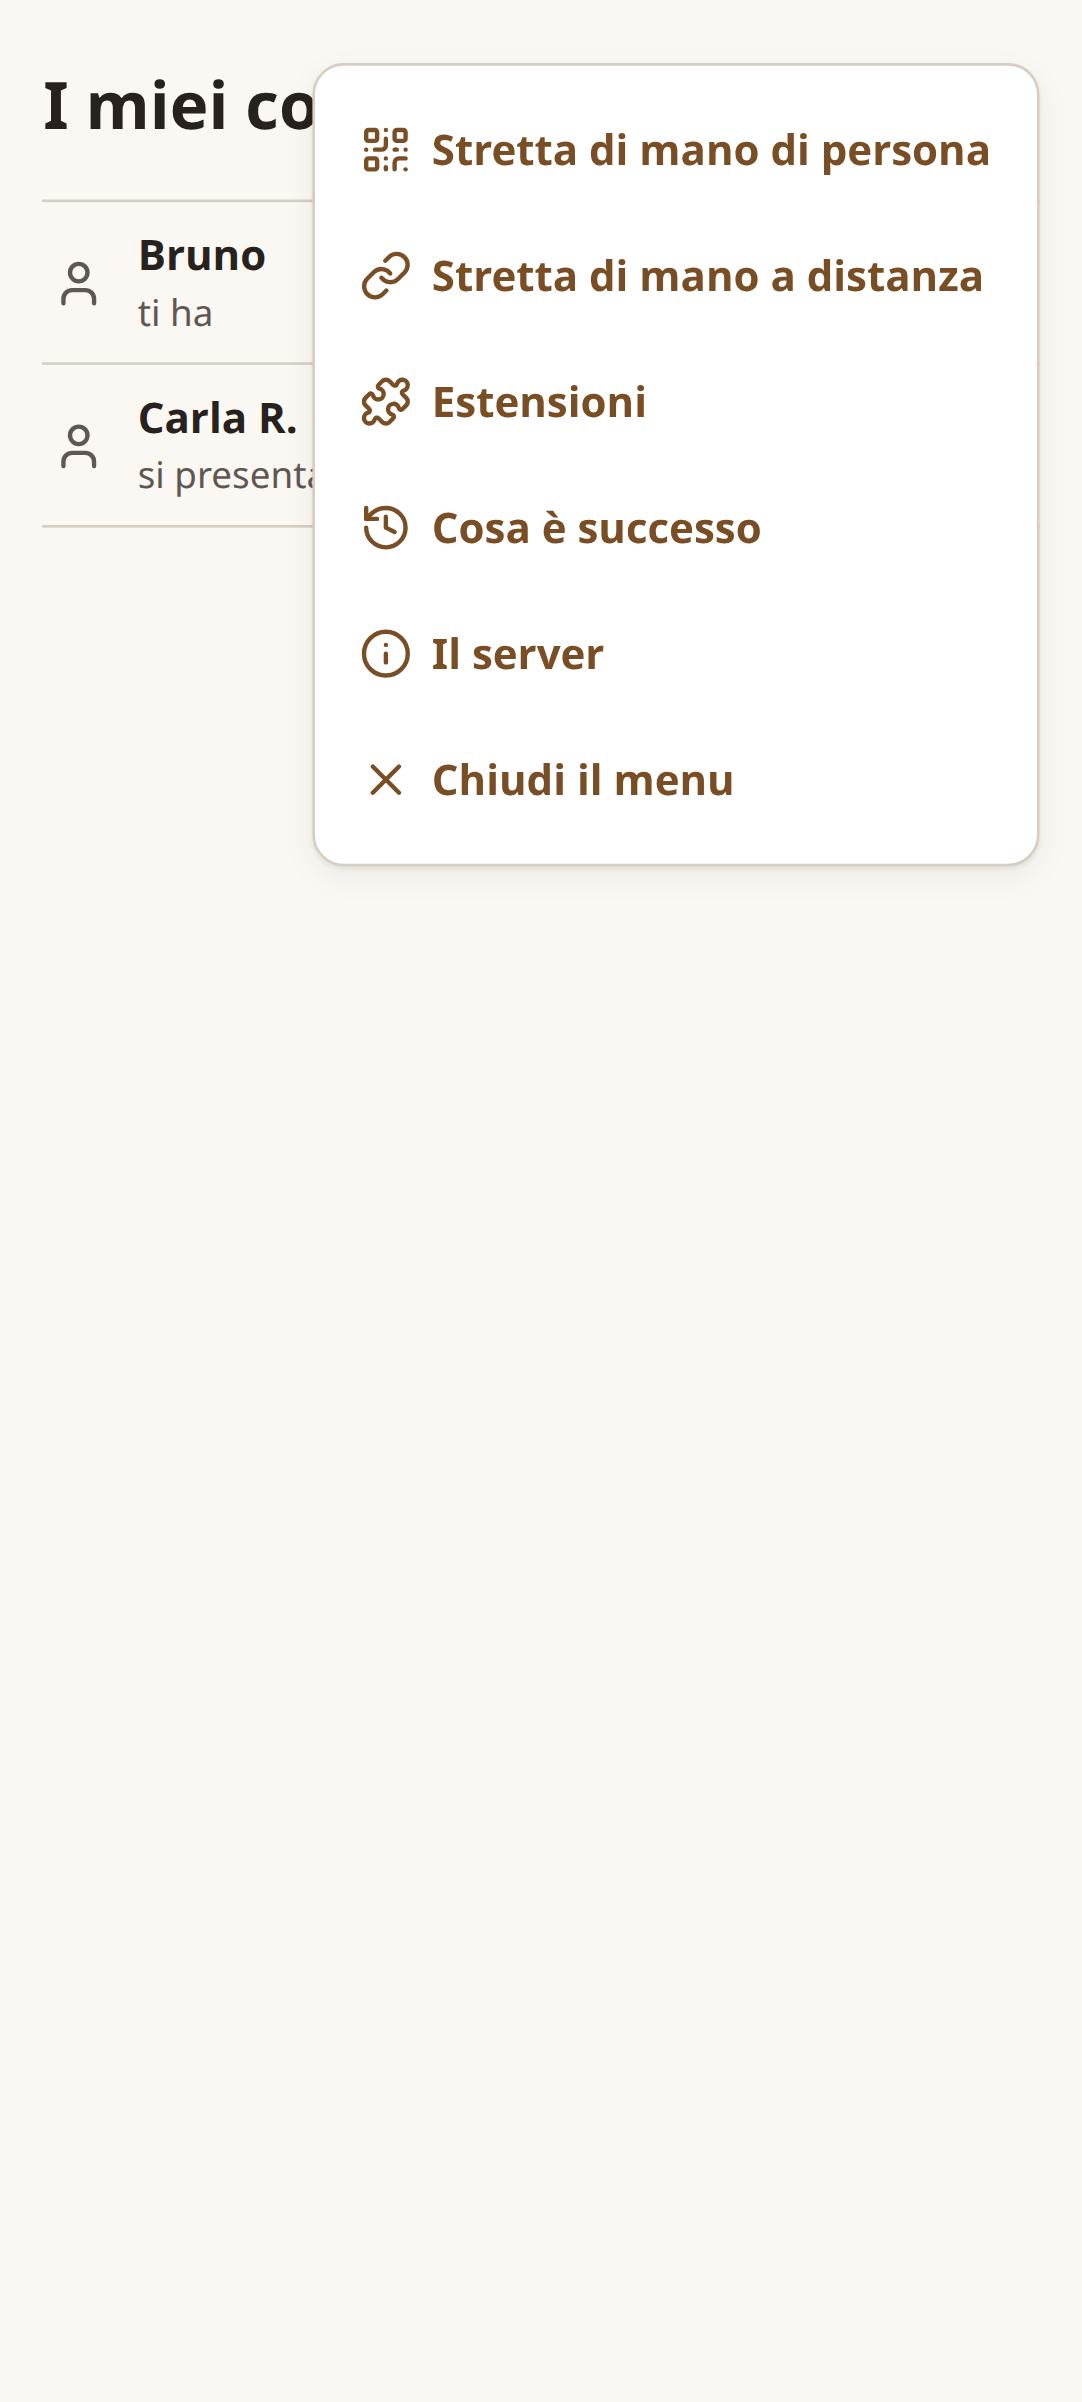 I miei co
Bruno
ti ha
Carla R.
si present
Stretta di mano di persona
Stretta di mano a distanza
Estensioni
Cosa è successo
Il server
Chiudi il menu